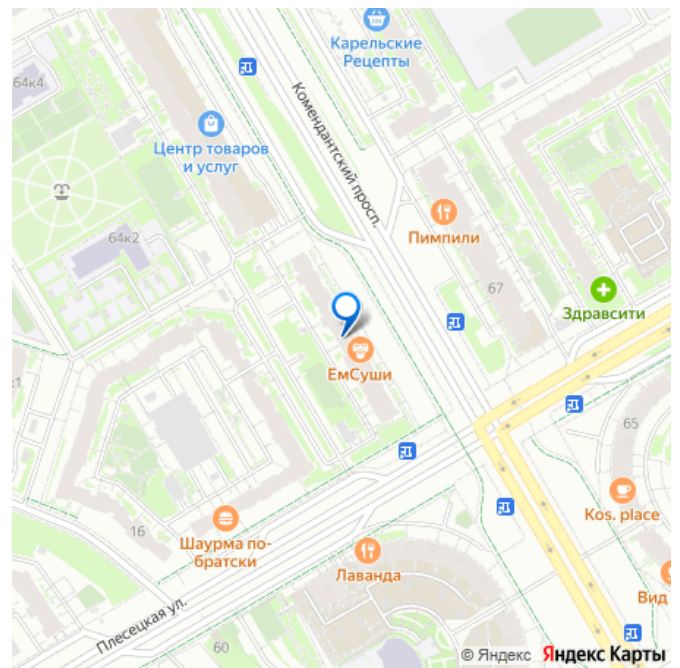 Карельские
Рецепты
64к4
Комендантский просп.
Центр товаров
и услуг
Пимпили
64к2
67
Здравсити
ЕмСуши
65
Kos. place
16
Шаурма по-
братски
Лаванда
Вид
Плесецкая ул.
60
© Яндекс Яндекс Карты